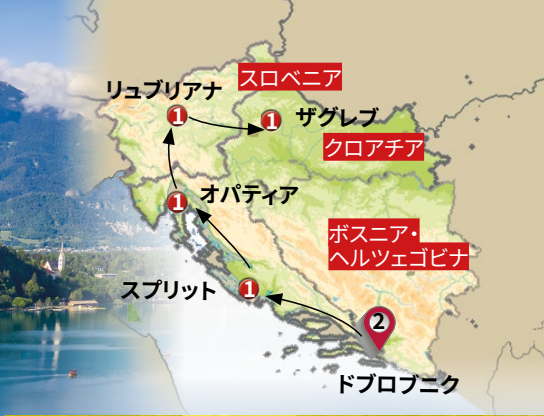 スロベニア
リュブリアナ
1
1
ザグレブ
クロアチア
1
オパティア
ボスニア・
ヘルツェゴビナ
スプリット
1
2
ドブロブニク